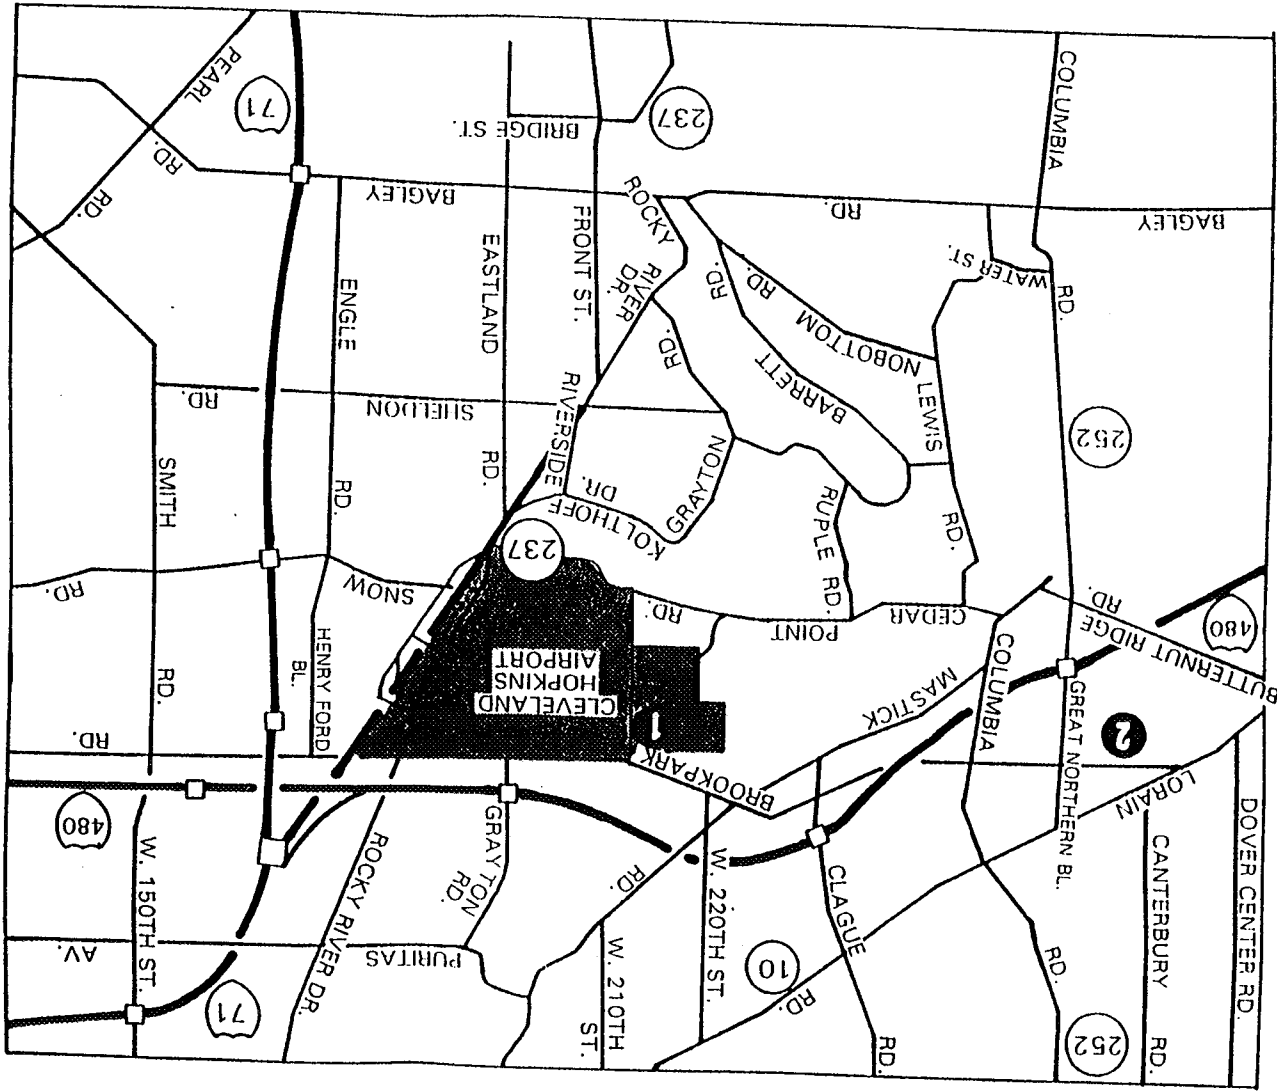 252
RD.
RD.
ST.
W. 210TH
71
ROCKY RIVER DR.
W. 150TH ST.
DOVER CENTER RD.
CANTERBURY
RD.
10
RD.
CLAGUE
W. 220TH ST.
PURITAS
AV.
GRAYTON
RD.
RD.
480
LORAIN
GREAT NORTHERN BL.
BROOKPARK
RD.
2
COLUMBIA
MASTICK
1
CLEVELAND
HOPKINS
AIRPORT
HENRY FORD
BL.
RD.
BUTTERNUT RIDGE
RD.
480
CEDAR
POINT
RD.
SNOW
RD.
237
RUPLE RD.
KOLTHOFF
DR.
GRAYTON
RD.
RIVERSIDE
RD.
RD.
SMITH
252
LEWIS
RD.
BARRETT
RD.
NOBOTTOM
RD.
SHELDON
RD.
ENGLE
EASTLAND
FRONT ST.
ROCKY
RIVER
DR.
WATER ST.
RD.
BAGLEY
RD.
BAGLEY
RD.
RD.
COLUMBIA
237
BRIDGE ST.
71
PEARL